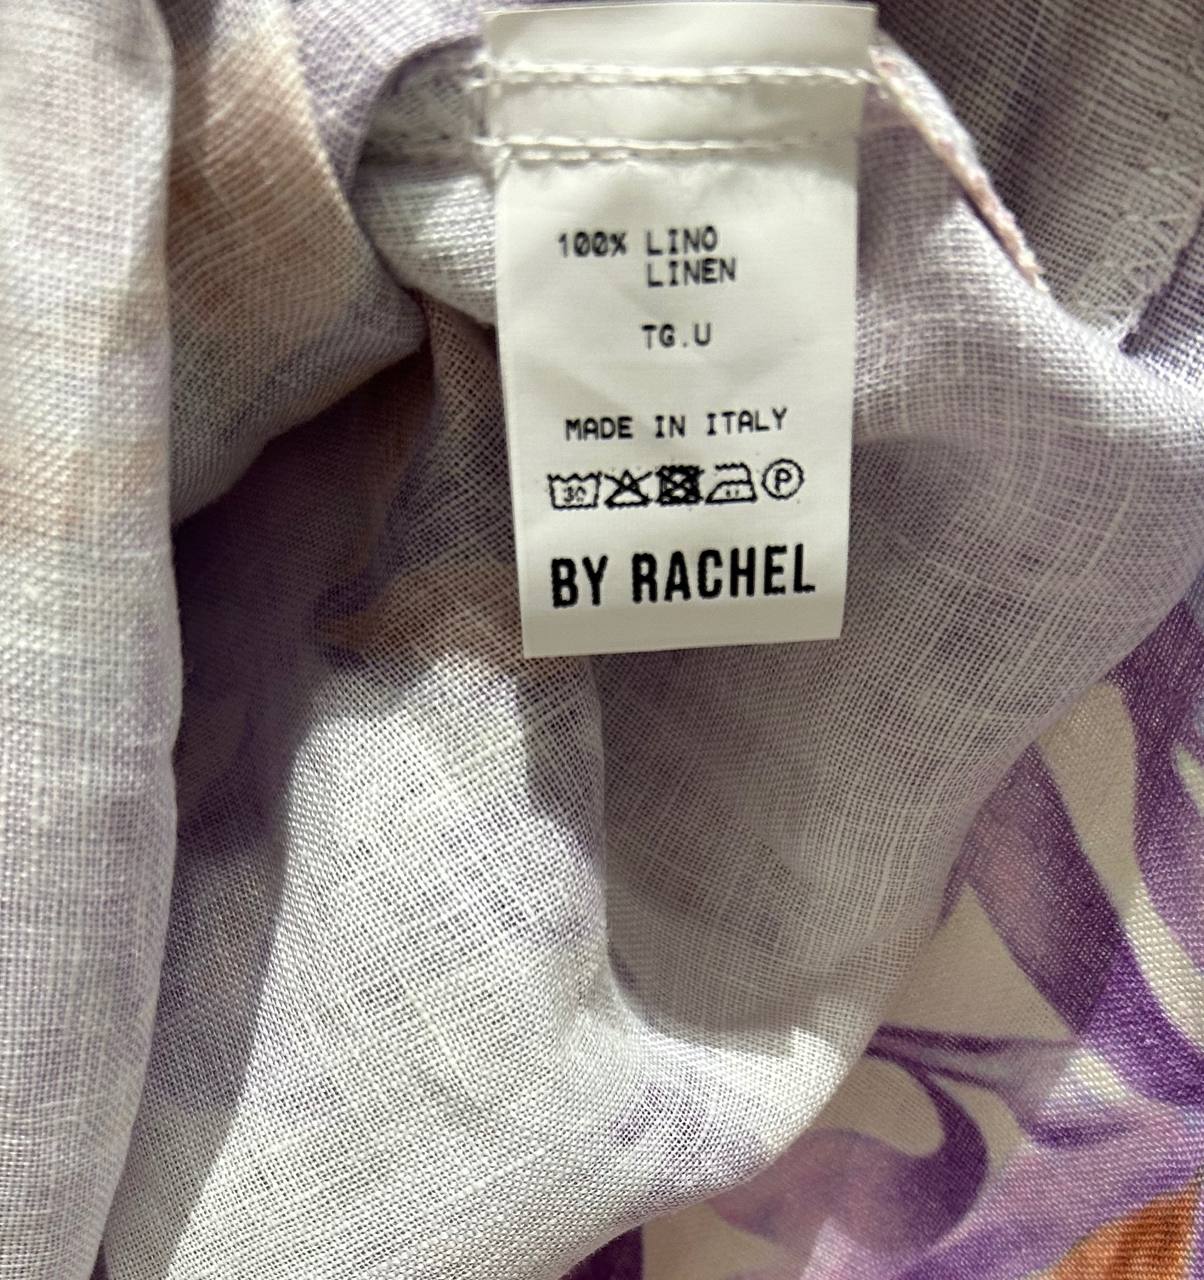 100% LINO
LINEN
TG.U
MADE IN ITALY
30 P
BY RACHEL